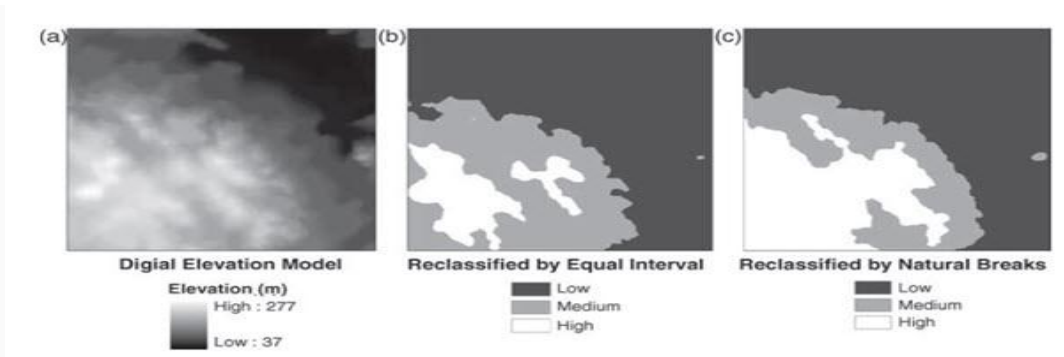 (a)
(b)
(c)
Digial Elevation Model
Reclassified by Equal Interval
Reclassified by Natural Breaks
Elevation (m)
High : 277
Low : 37
Low
Medium
High
Low
Medium
High